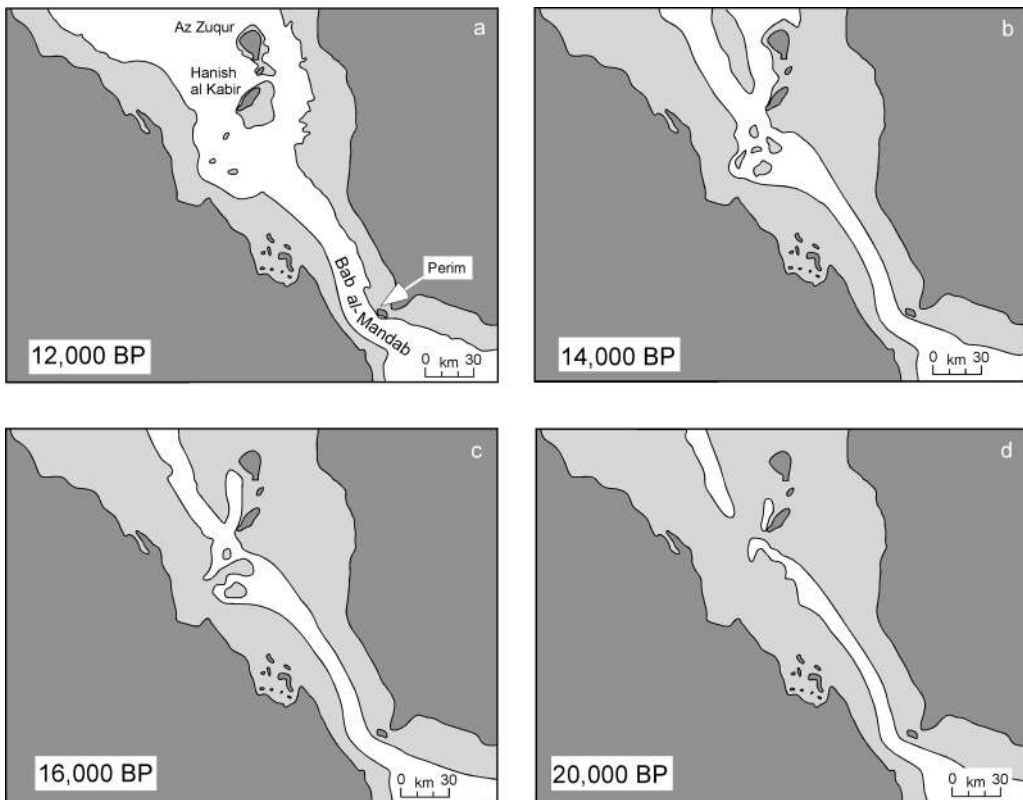 a
Az Zuqur
Hanish
al Kabir
Perim
Bab al-Mandab
12,000 BP
0 km 30
b
14,000 BP
0 km 30
c
16,000 BP
0 km 30
d
20,000 BP
0 km 30